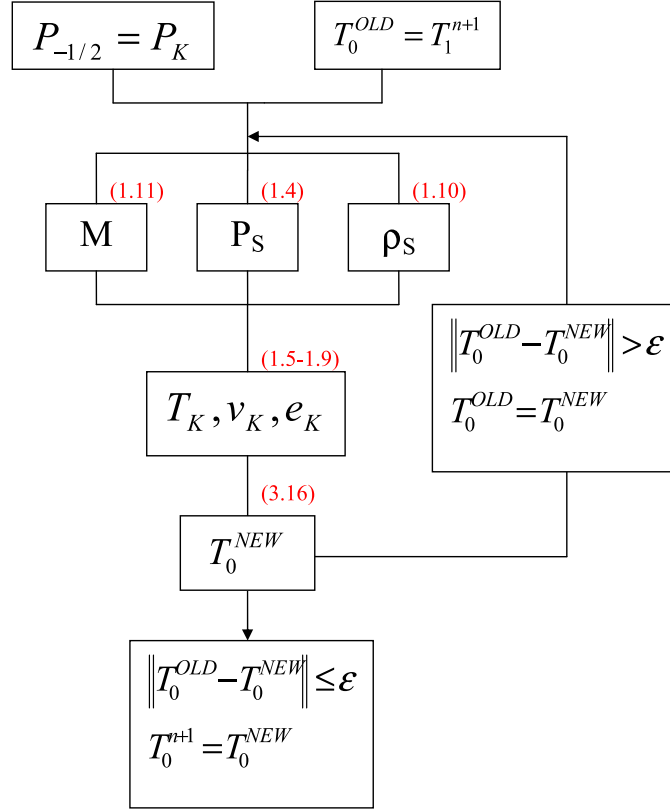 P_{-1/2} = P_K
T_0^{OLD} = T_1^{n+1}
(1.11)
(1.4)
(1.10)
M
P_S
ρ_S
‖T_0^{OLD} − T_0^{NEW}‖ > ε
T_0^{OLD} = T_0^{NEW}
(1.5-1.9)
T_K, v_K, e_K
(3.16)
T_0^{NEW}
‖T_0^{OLD} − T_0^{NEW}‖ ≤ ε
T_0^{n+1} = T_0^{NEW}